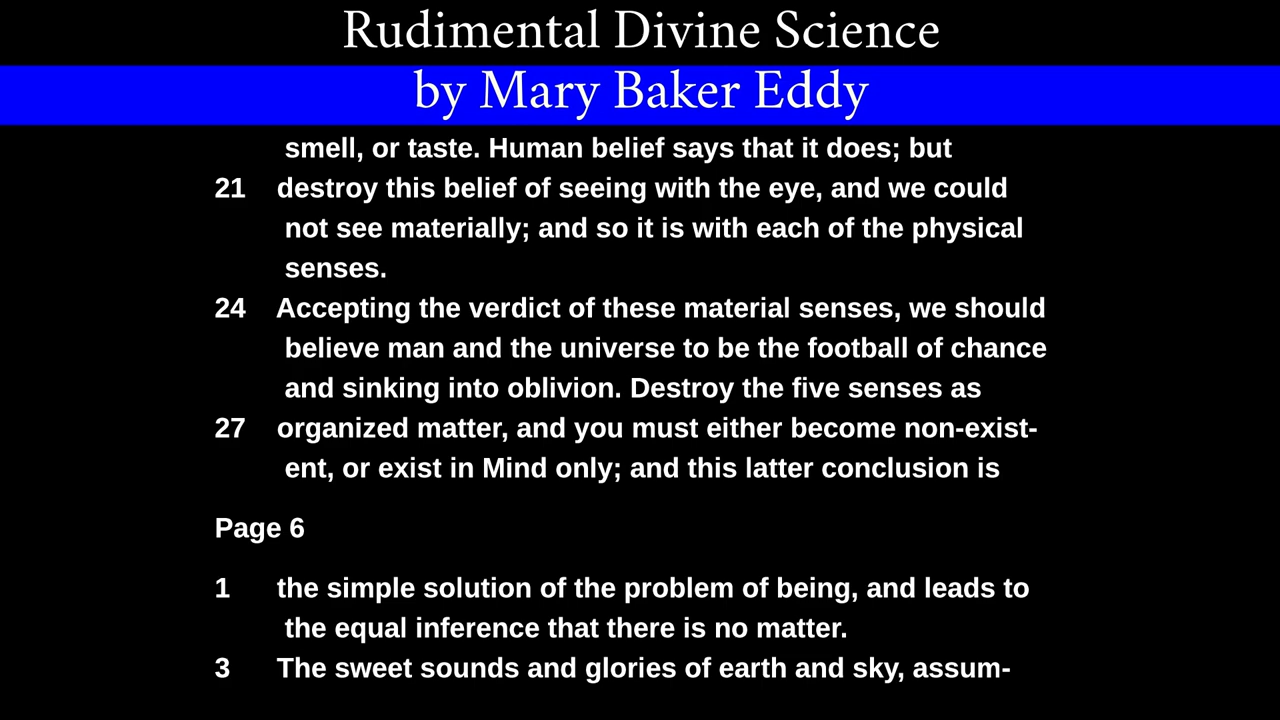 Rudimental Divine Science
by Mary Baker Eddy
smell, or taste. Human belief says that it does; but
21 destroy this belief of seeing with the eye, and we could
not see materially; and so it is with each of the physical
senses.
24 Accepting the verdict of these material senses, we should
believe man and the universe to be the football of chance
and sinking into oblivion. Destroy the five senses as
27 organized matter, and you must either become non-exist-
ent, or exist in Mind only; and this latter conclusion is
Page 6
1 the simple solution of the problem of being, and leads to
the equal inference that there is no matter.
3 The sweet sounds and glories of earth and sky, assum-